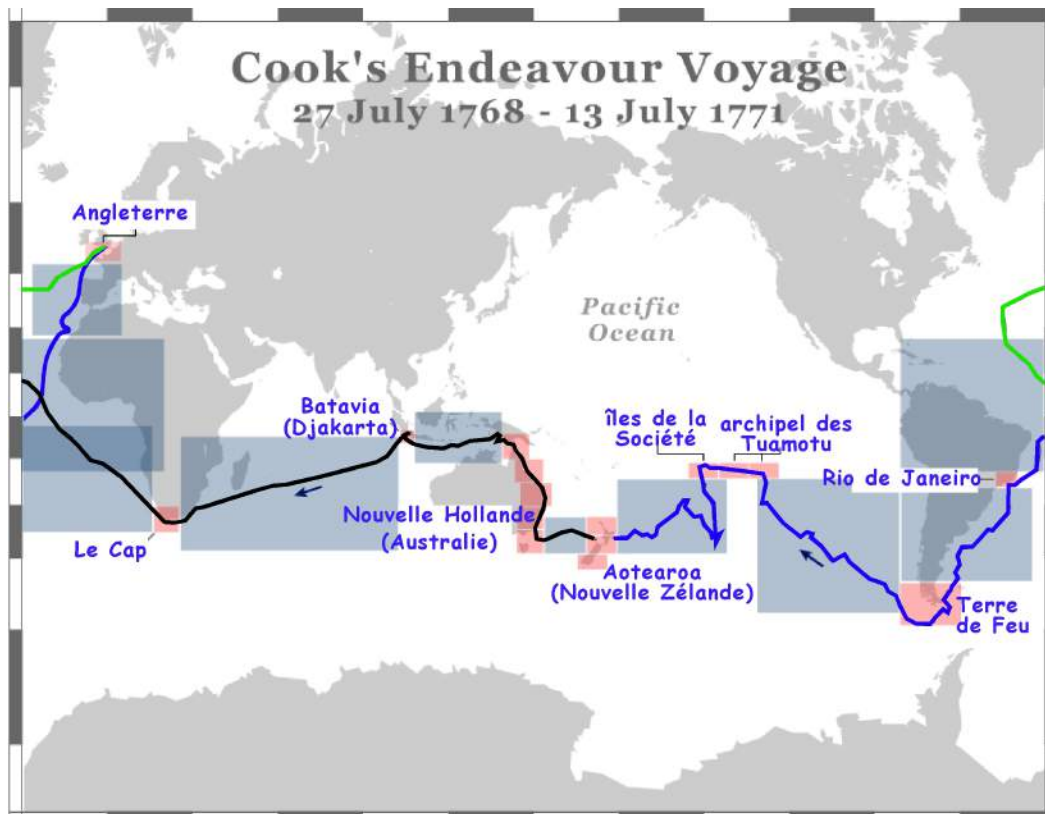 Cook's Endeavour Voyage
27 July 1768 - 13 July 1771
Angleterre
Pacific
Ocean
Batavia
(Djakarta)
îles de la
Société
archipel des
Tuamotu
Rio de Janeiro
Nouvelle Hollande
(Australie)
Le Cap
Aotearoa
(Nouvelle Zélande)
Terre
de Feu